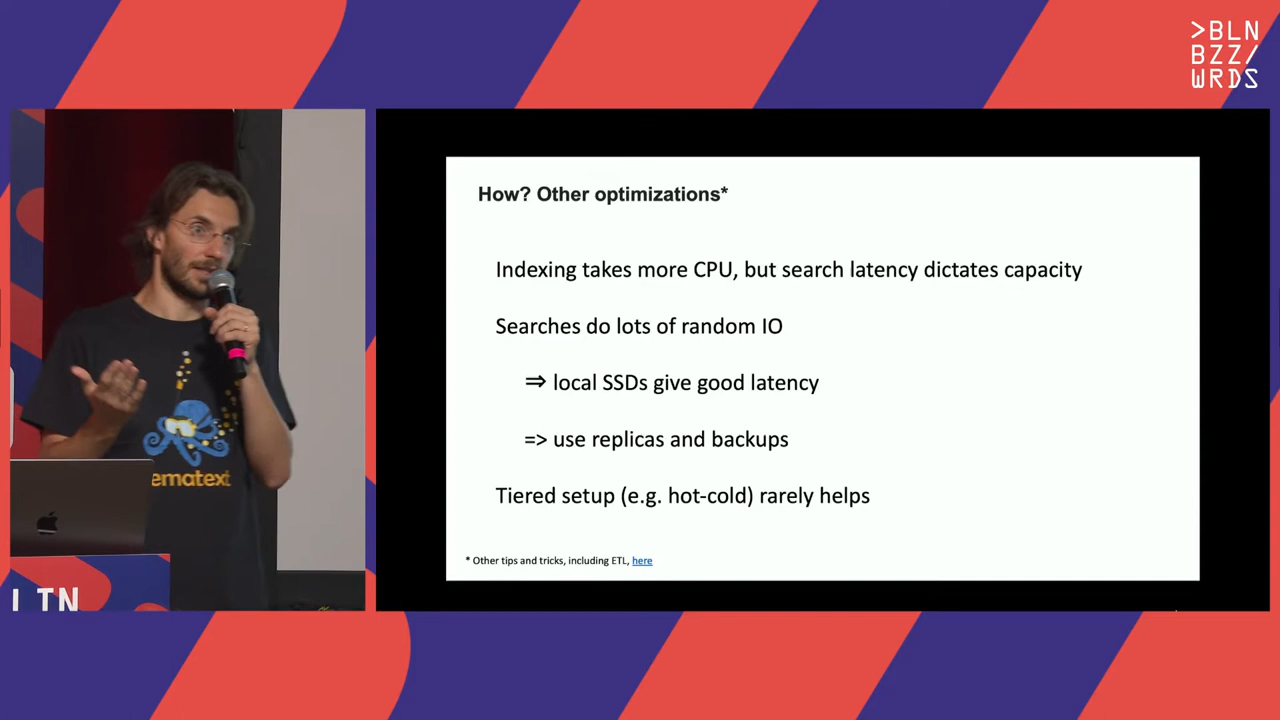 >BLN
BZZ/
WRDS
How? Other optimizations*
Indexing takes more CPU, but search latency dictates capacity
Searches do lots of random IO
⇒ local SSDs give good latency
=> use replicas and backups
Tiered setup (e.g. hot-cold) rarely helps
* Other tips and tricks, including ETL, here
ematext
LTN